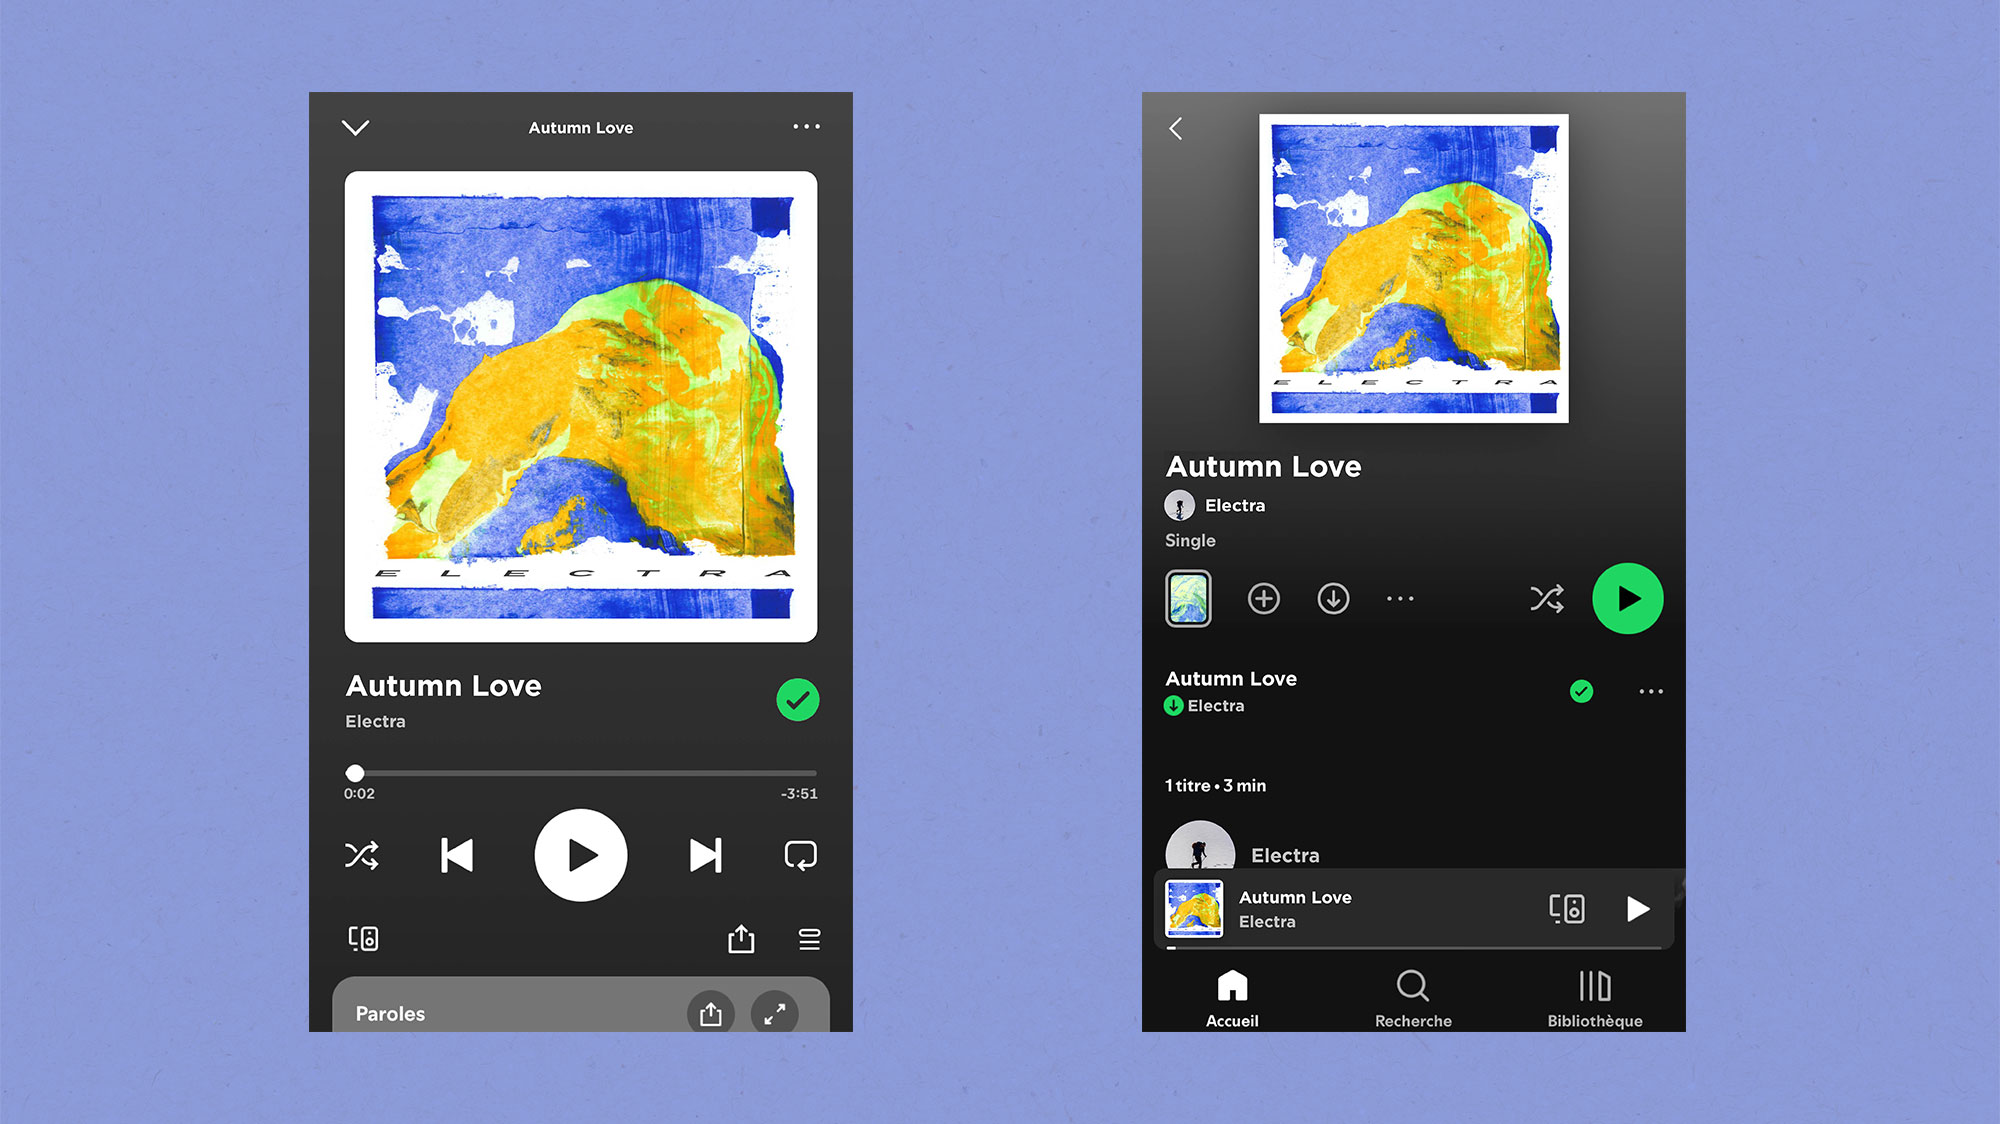 Autumn Love
E L E C T R A
Autumn Love
Electra
0:02
-3:51
Paroles
E L E C T R A
Autumn Love
Electra
Single
Autumn Love
Electra
1 titre • 3 min
Electra
Autumn Love
Electra
Accueil
Recherche
Bibliothèque